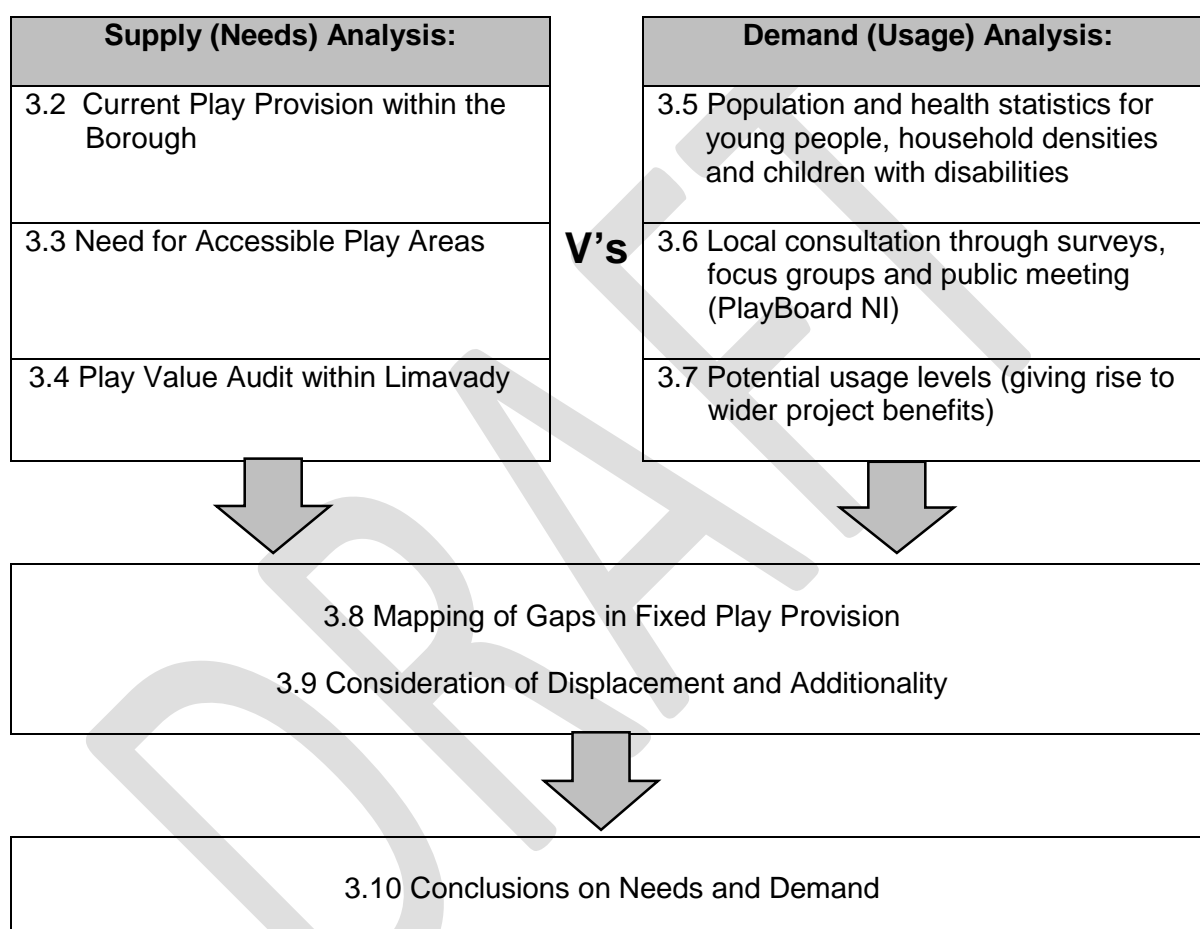 Supply (Needs) Analysis:
3.2 Current Play Provision within the
Borough
3.3 Need for Accessible Play Areas
3.4 Play Value Audit within Limavady
V's
Demand (Usage) Analysis:
3.5 Population and health statistics for
young people, household densities
and children with disabilities
3.6 Local consultation through surveys,
focus groups and public meeting
(PlayBoard NI)
3.7 Potential usage levels (giving rise to
wider project benefits)
3.8 Mapping of Gaps in Fixed Play Provision
3.9 Consideration of Displacement and Additionality
3.10 Conclusions on Needs and Demand
DRAFT